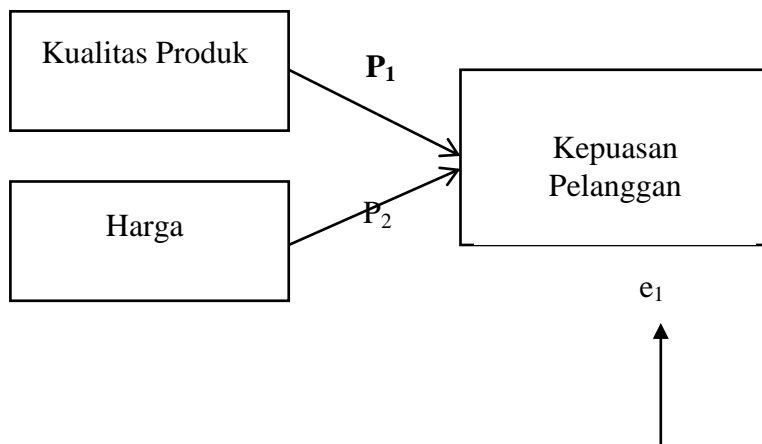 Kualitas Produk
P₁
Kepuasan
Pelanggan
Harga
P₂
e₁